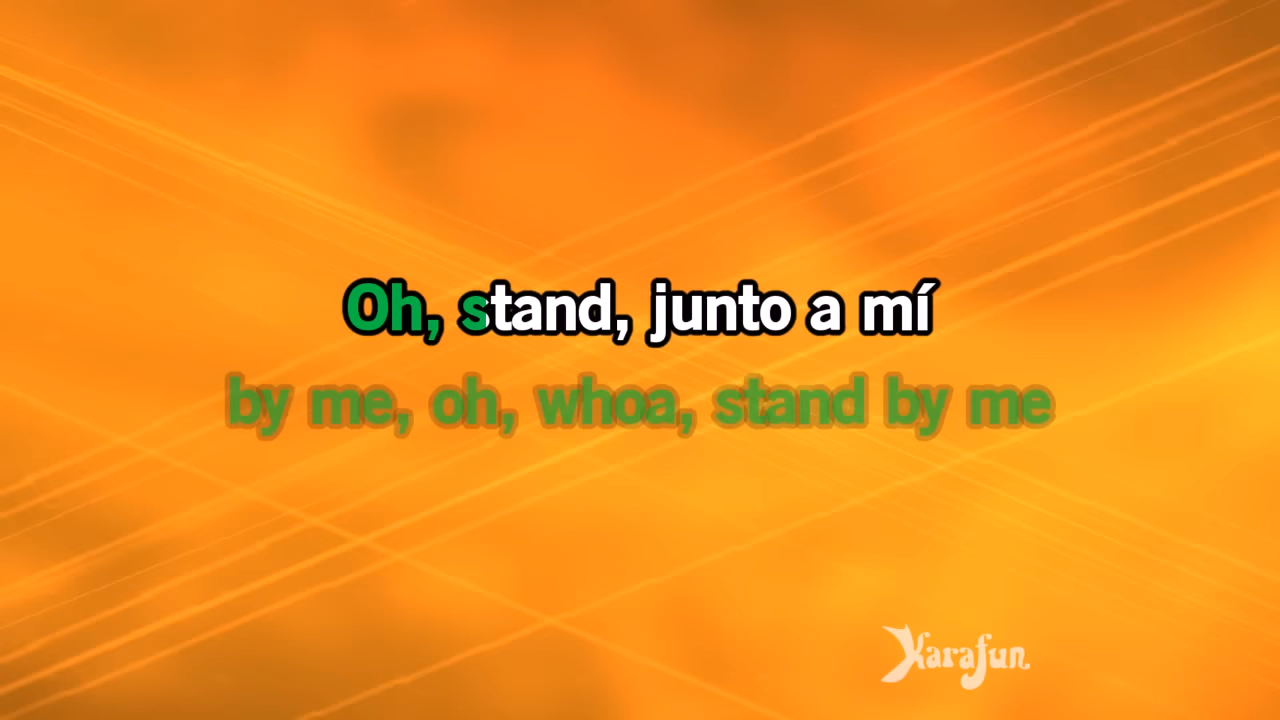 Oh, stand, junto a mí
by me, oh, whoa, stand by me
Karafun